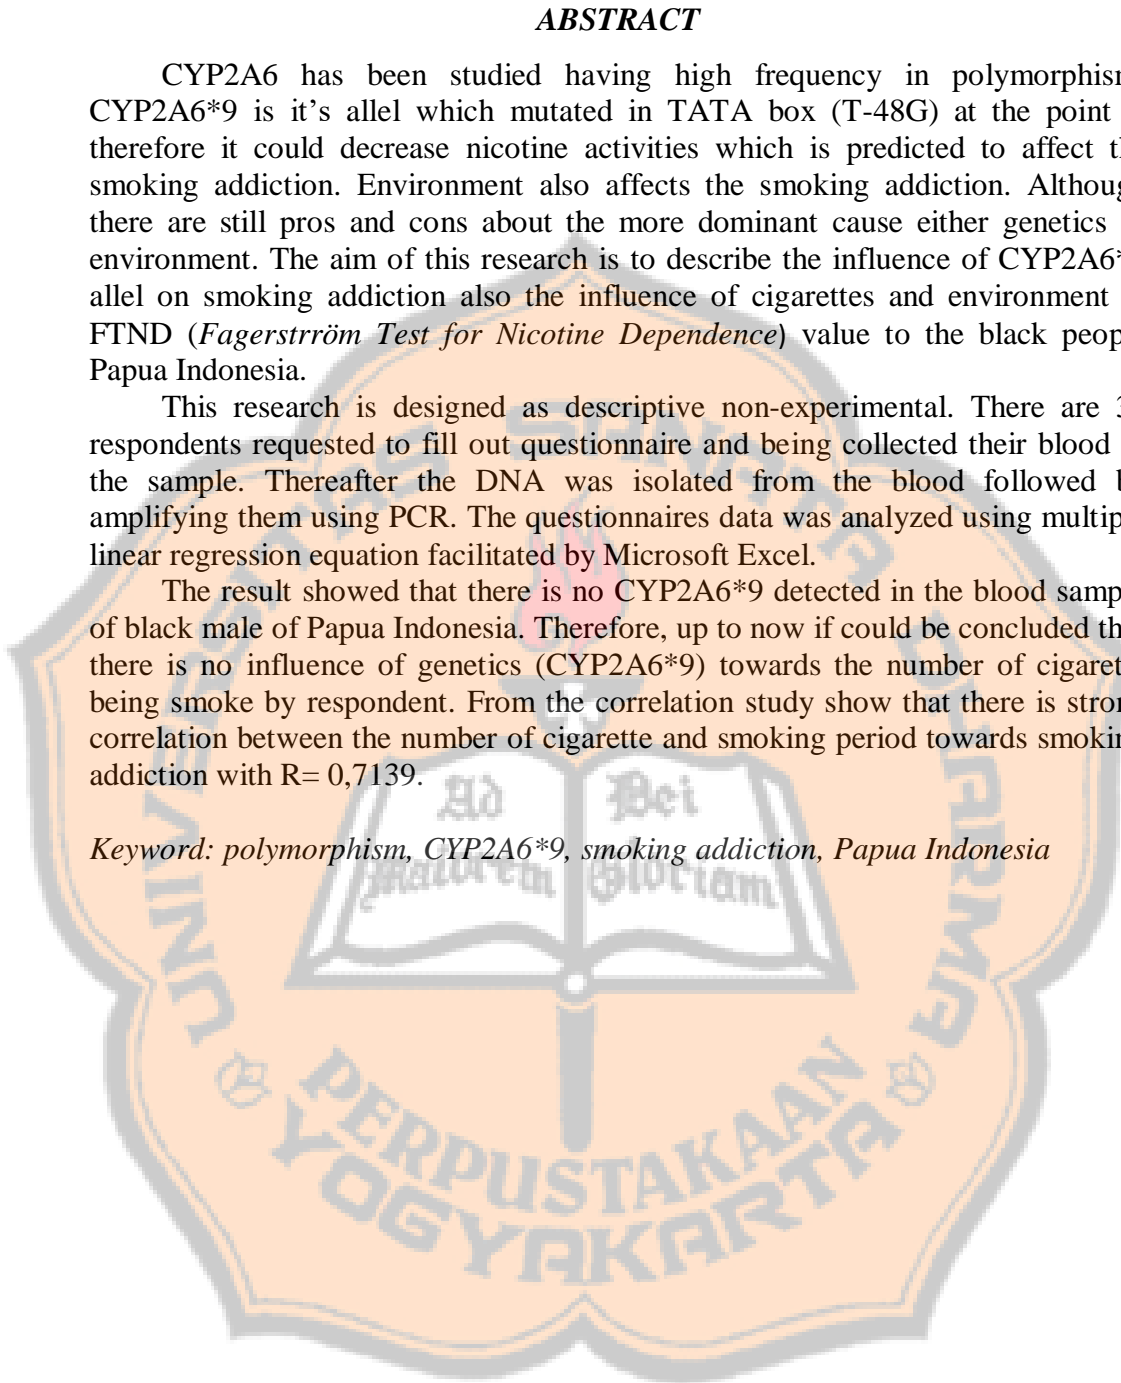 ABSTRACT
CYP2A6 has been studied having high frequency in polymorphism
CYP2A6*9 is it's allel which mutated in TATA box (T-48G) at the point
therefore it could decrease nicotine activities which is predicted to affect
smoking addiction. Environment also affects the smoking addiction.
there are still pros and cons about the more dominant cause either genetics
environment. The aim of this research is to describe the influence of
allel on smoking addiction also the influence of cigarettes and environment
FTND (Fagerstrröm Test for Nicotine Dependence) value to the black
Papua Indonesia.
This research is designed as descriptive non-experimental. There are
respondents requested to fill out questionnaire and being collected their blood
the sample. Thereafter the DNA was isolated from the blood followed
amplifying them using PCR. The questionnaires data was analyzed using
linear regression equation facilitated by Microsoft Excel.
The result showed that there is no CYP2A6*9 detected in the blood
of black male of Papua Indonesia. Therefore, up to now if could be concluded
there is no influence of genetics (CYP2A6*9) towards the number of
being smoke by respondent. From the correlation study show that there is
correlation between the number of cigarette and smoking period towards
addiction with R= 0,7139.
Keyword: polymorphism, CYP2A6*9, smoking addiction, Papua Indonesia
UNIVERSITAS SANATA DHARMA
Ad Dei
Maiorem Gloriam
PERPUSTAKAAN
YOGYAKARTA